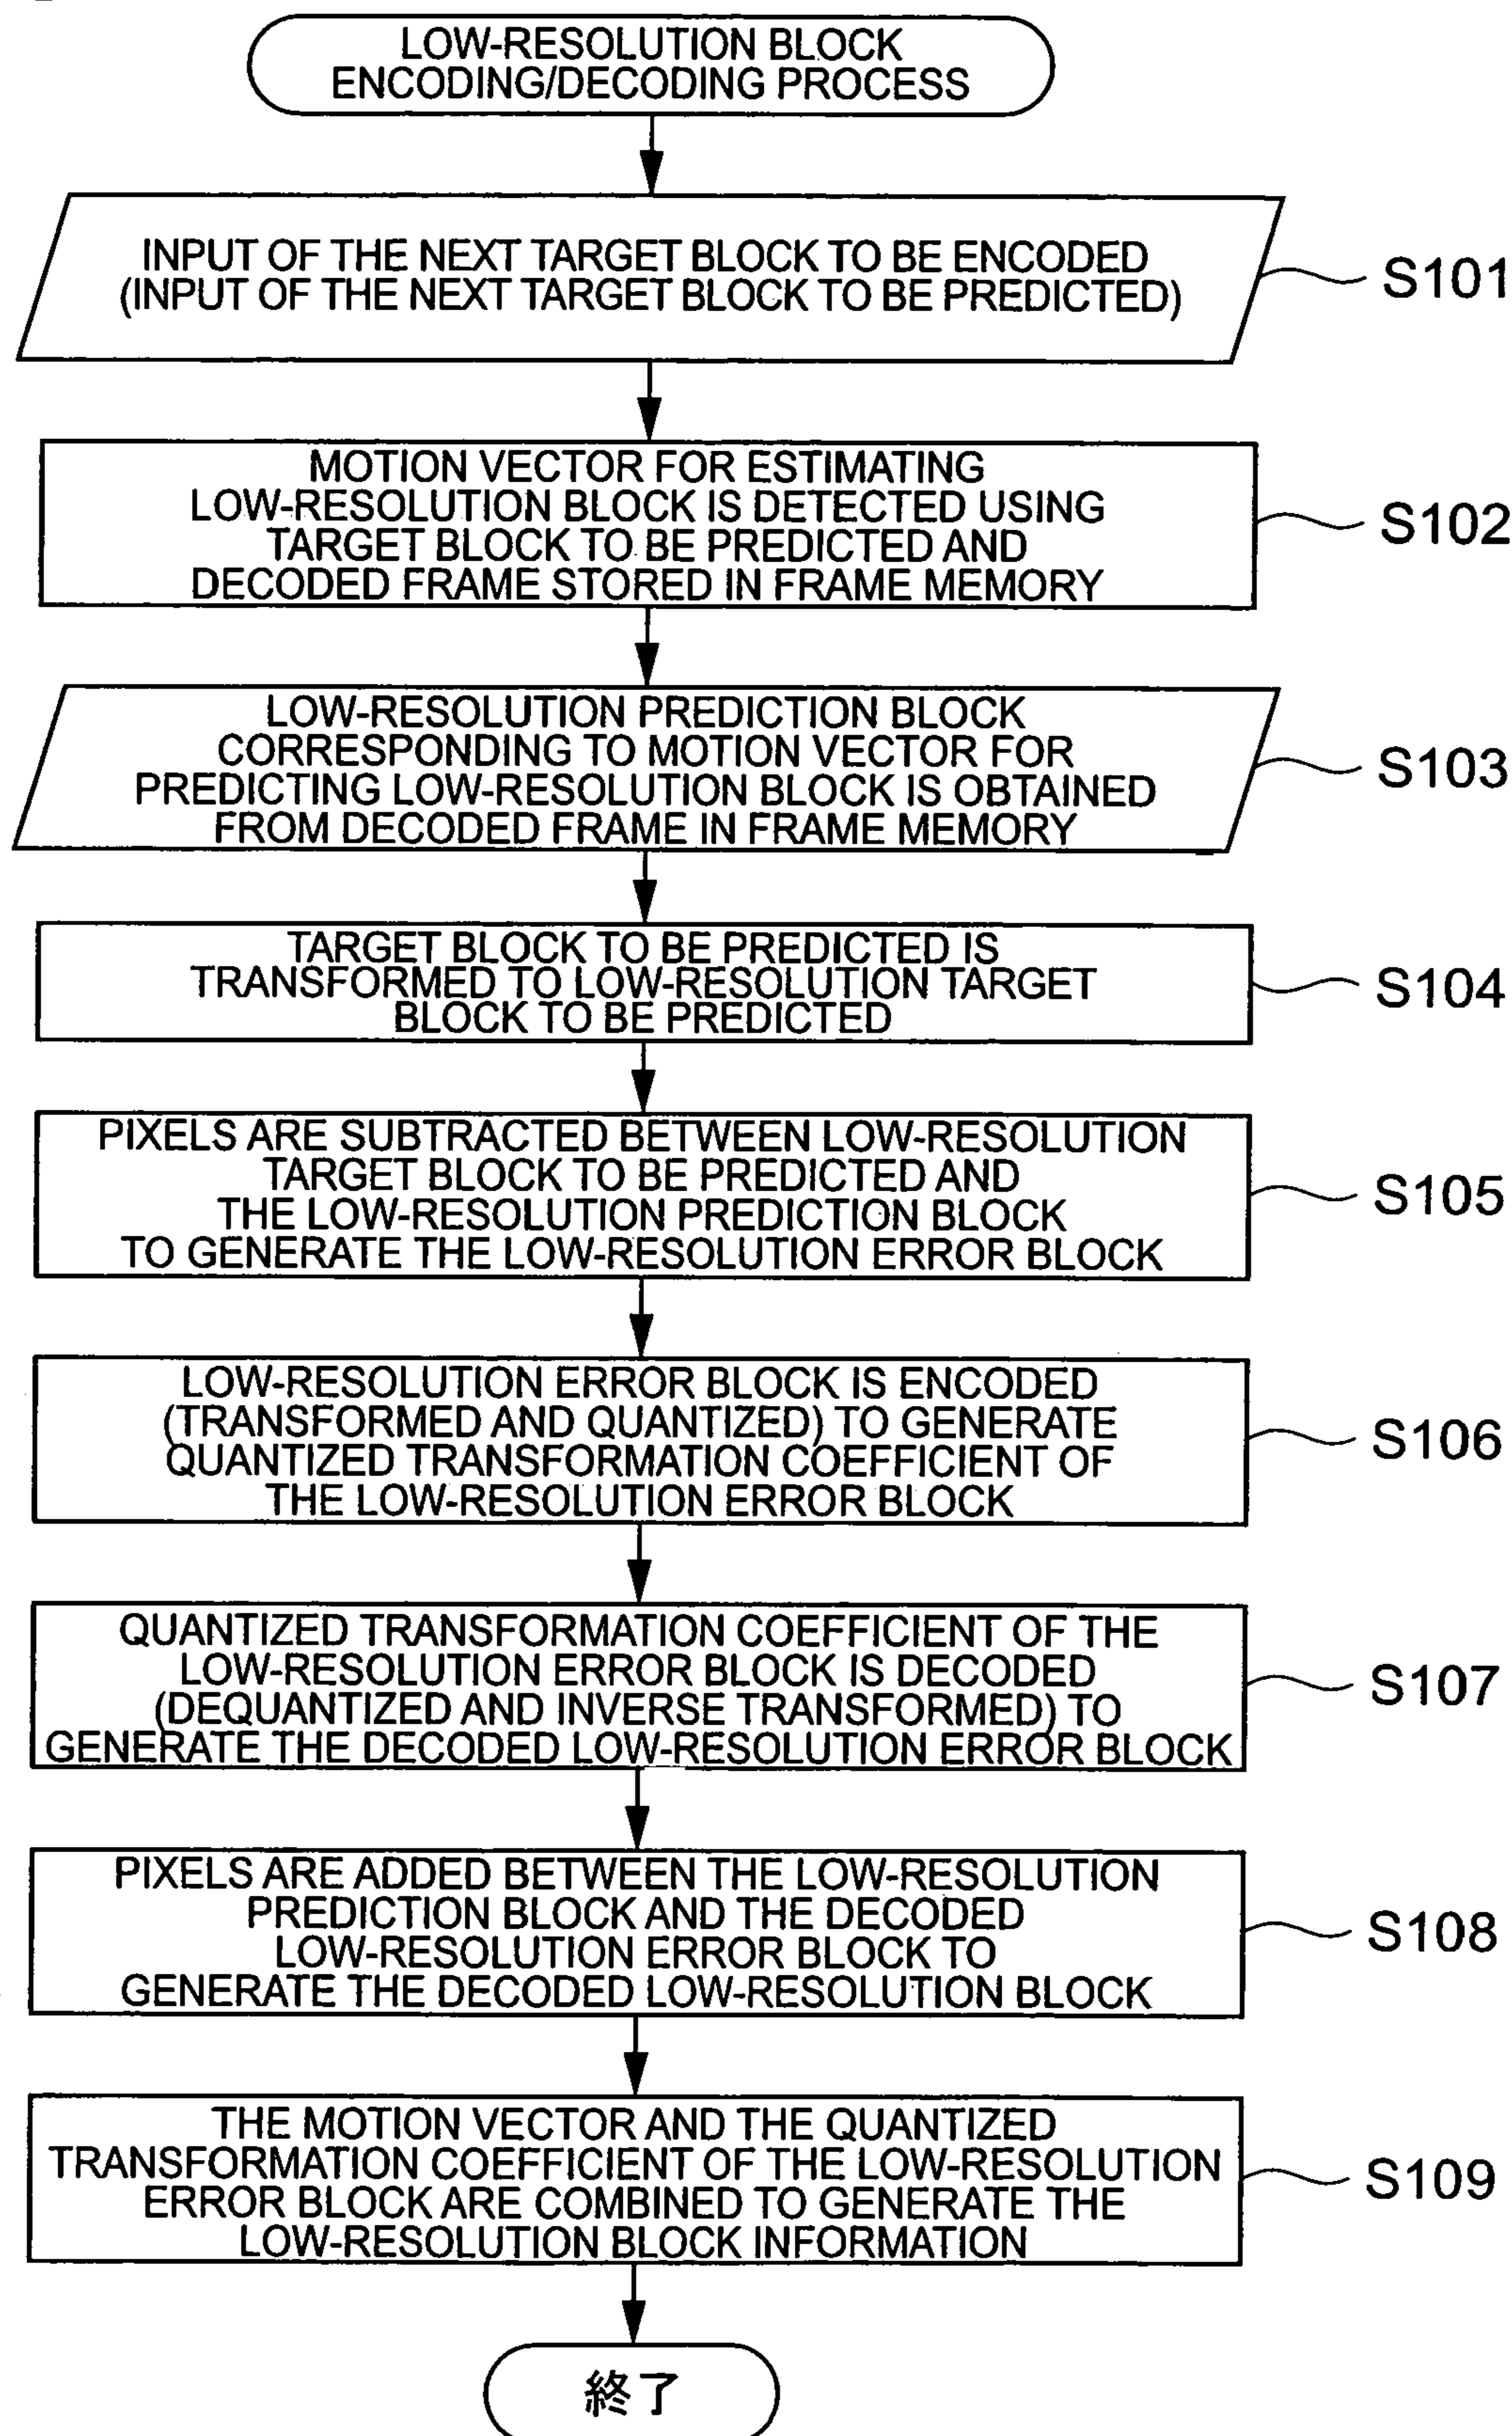 LOW-RESOLUTION BLOCK
ENCODING/DECODING PROCESS
INPUT OF THE NEXT TARGET BLOCK TO BE ENCODED
(INPUT OF THE NEXT TARGET BLOCK TO BE PREDICTED)
S101
MOTION VECTOR FOR ESTIMATING
LOW-RESOLUTION BLOCK IS DETECTED USING
TARGET BLOCK TO BE PREDICTED AND
DECODED FRAME STORED IN FRAME MEMORY
S102
LOW-RESOLUTION PREDICTION BLOCK
CORRESPONDING TO MOTION VECTOR FOR
PREDICTING LOW-RESOLUTION BLOCK IS OBTAINED
FROM DECODED FRAME IN FRAME MEMORY
S103
TARGET BLOCK TO BE PREDICTED IS
TRANSFORMED TO LOW-RESOLUTION TARGET
BLOCK TO BE PREDICTED
S104
PIXELS ARE SUBTRACTED BETWEEN LOW-RESOLUTION
TARGET BLOCK TO BE PREDICTED AND
THE LOW-RESOLUTION PREDICTION BLOCK
TO GENERATE THE LOW-RESOLUTION ERROR BLOCK
S105
LOW-RESOLUTION ERROR BLOCK IS ENCODED
(TRANSFORMED AND QUANTIZED) TO GENERATE
QUANTIZED TRANSFORMATION COEFFICIENT OF
THE LOW-RESOLUTION ERROR BLOCK
S106
QUANTIZED TRANSFORMATION COEFFICIENT OF THE
LOW-RESOLUTION ERROR BLOCK IS DECODED
(DEQUANTIZED AND INVERSE TRANSFORMED) TO
GENERATE THE DECODED LOW-RESOLUTION ERROR BLOCK
S107
PIXELS ARE ADDED BETWEEN THE LOW-RESOLUTION
PREDICTION BLOCK AND THE DECODED
LOW-RESOLUTION ERROR BLOCK TO
GENERATE THE DECODED LOW-RESOLUTION BLOCK
S108
THE MOTION VECTOR AND THE QUANTIZED
TRANSFORMATION COEFFICIENT OF THE LOW-RESOLUTION
ERROR BLOCK ARE COMBINED TO GENERATE THE
LOW-RESOLUTION BLOCK INFORMATION
S109
終了